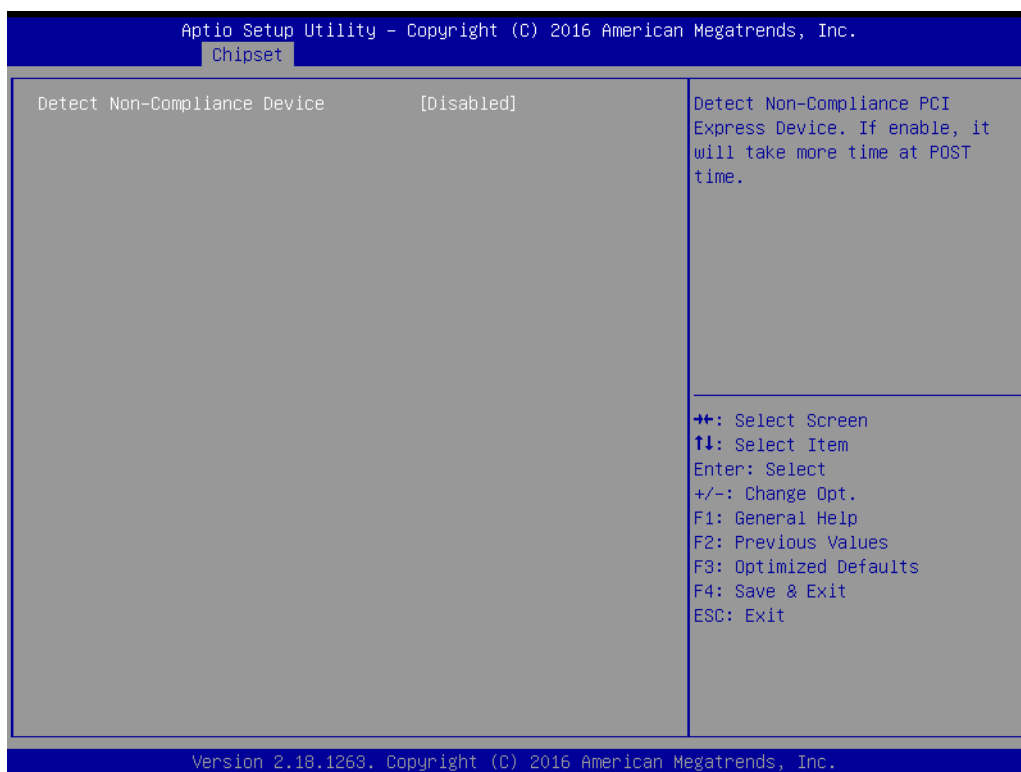 Aptio Setup Utility – Copyright (C) 2016 American Megatrends, Inc.
Chipset
Detect Non-Compliance Device [Disabled]
Detect Non-Compliance PCI
Express Device. If enable, it
will take more time at POST
time.
→←: Select Screen
↑↓: Select Item
Enter: Select
+/-: Change Opt.
F1: General Help
F2: Previous Values
F3: Optimized Defaults
F4: Save & Exit
ESC: Exit
Version 2.18.1263. Copyright (C) 2016 American Megatrends, Inc.